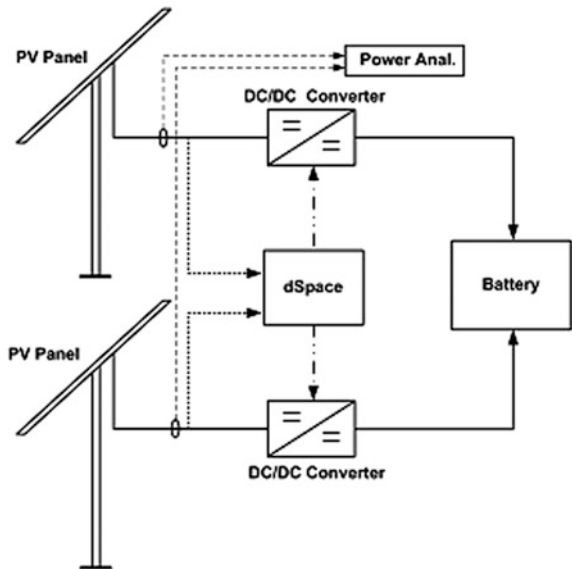 PV Panel
Power Anal.
DC/DC Converter
dSpace
Battery
PV Panel
DC/DC Converter